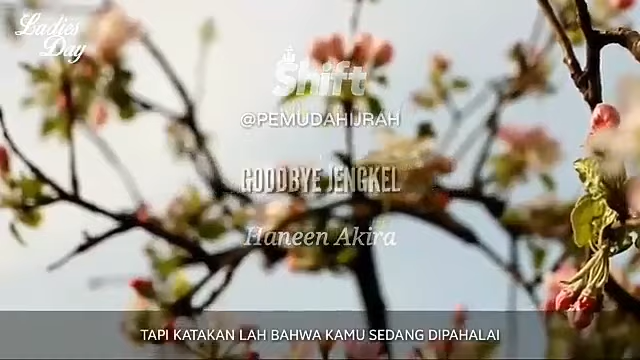 Ladies
Day
Shift
@PEMUDAHIJRAH
GOODBYE JENGKEL
Haneen Akira
TAPI KATAKAN LAH BAHWA KAMU SEDANG DIPAHALAI